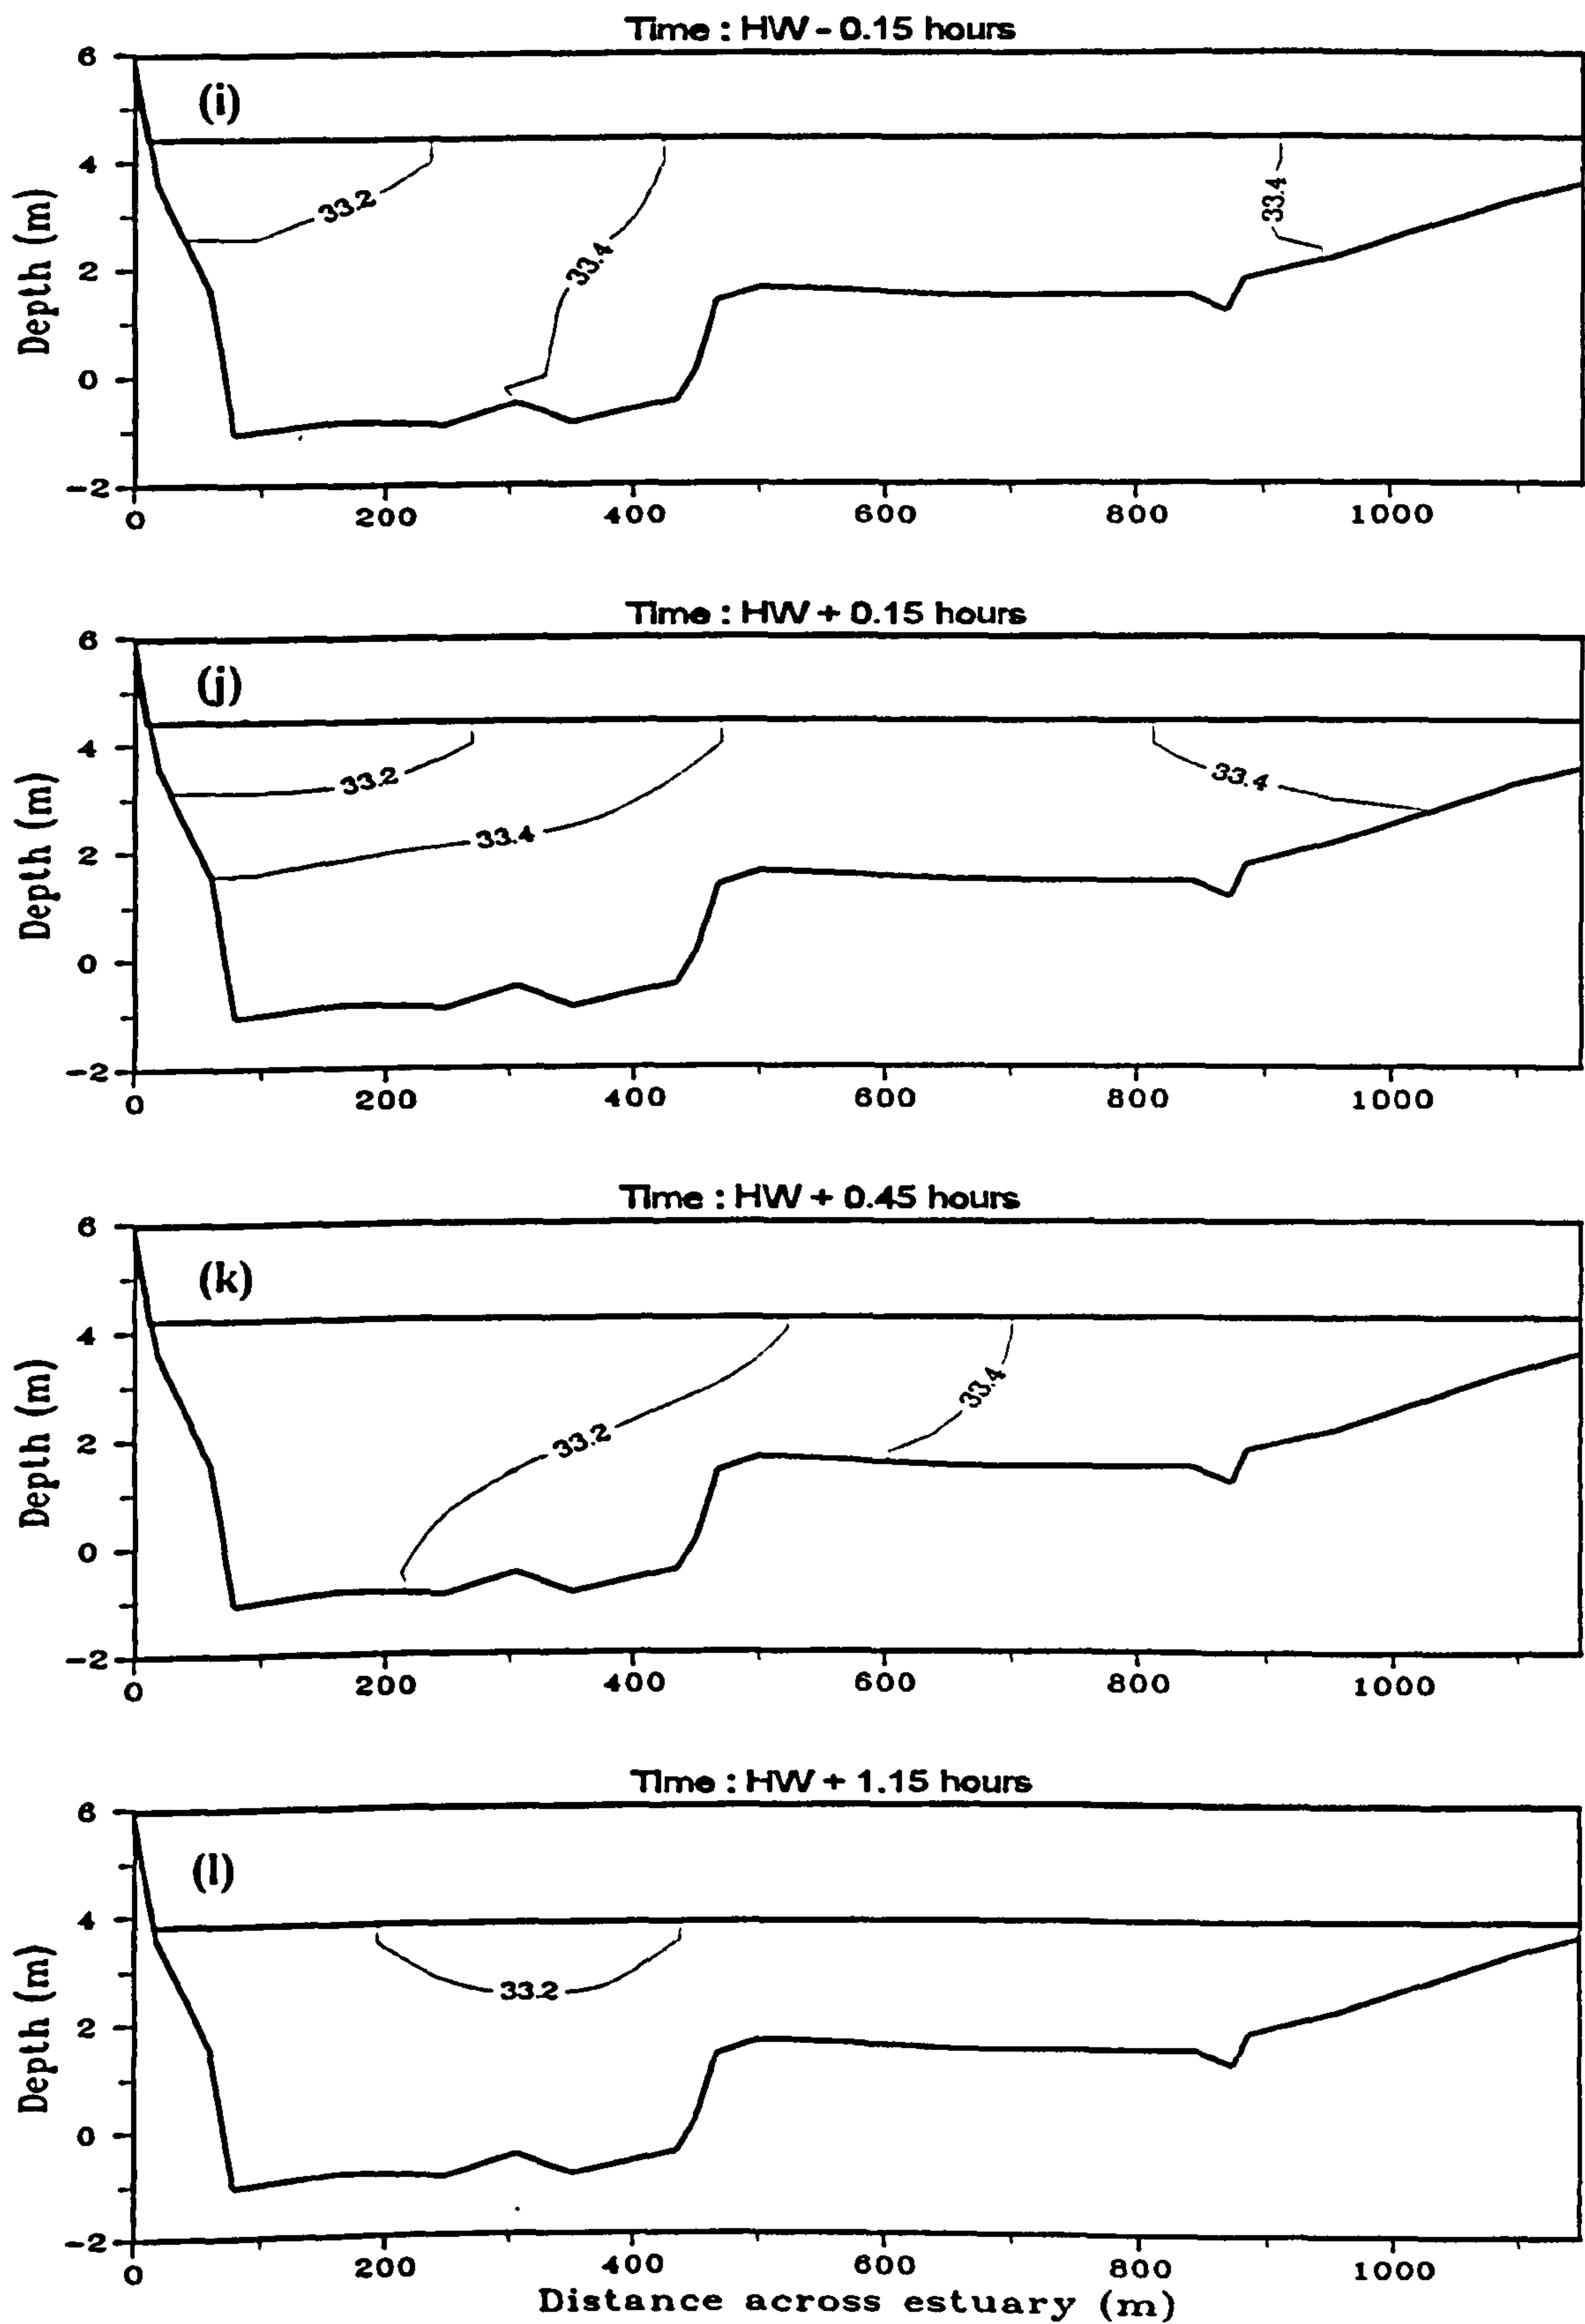 Time : HW - 0.15 hours
6
(i)
4
33.2
33.4
33.4
2
0
-2
Depth (m)
0 200 400 600 800 1000
Time : HW + 0.15 hours
6
(j)
4
33.2
33.4
33.4
2
0
-2
Depth (m)
0 200 400 600 800 1000
Time : HW + 0.45 hours
6
(k)
4
33.2
33.4
2
0
-2
Depth (m)
0 200 400 600 800 1000
Time : HW + 1.15 hours
6
(l)
4
33.2
2
0
-2
Depth (m)
0 200 400 600 800 1000
Distance across estuary (m)